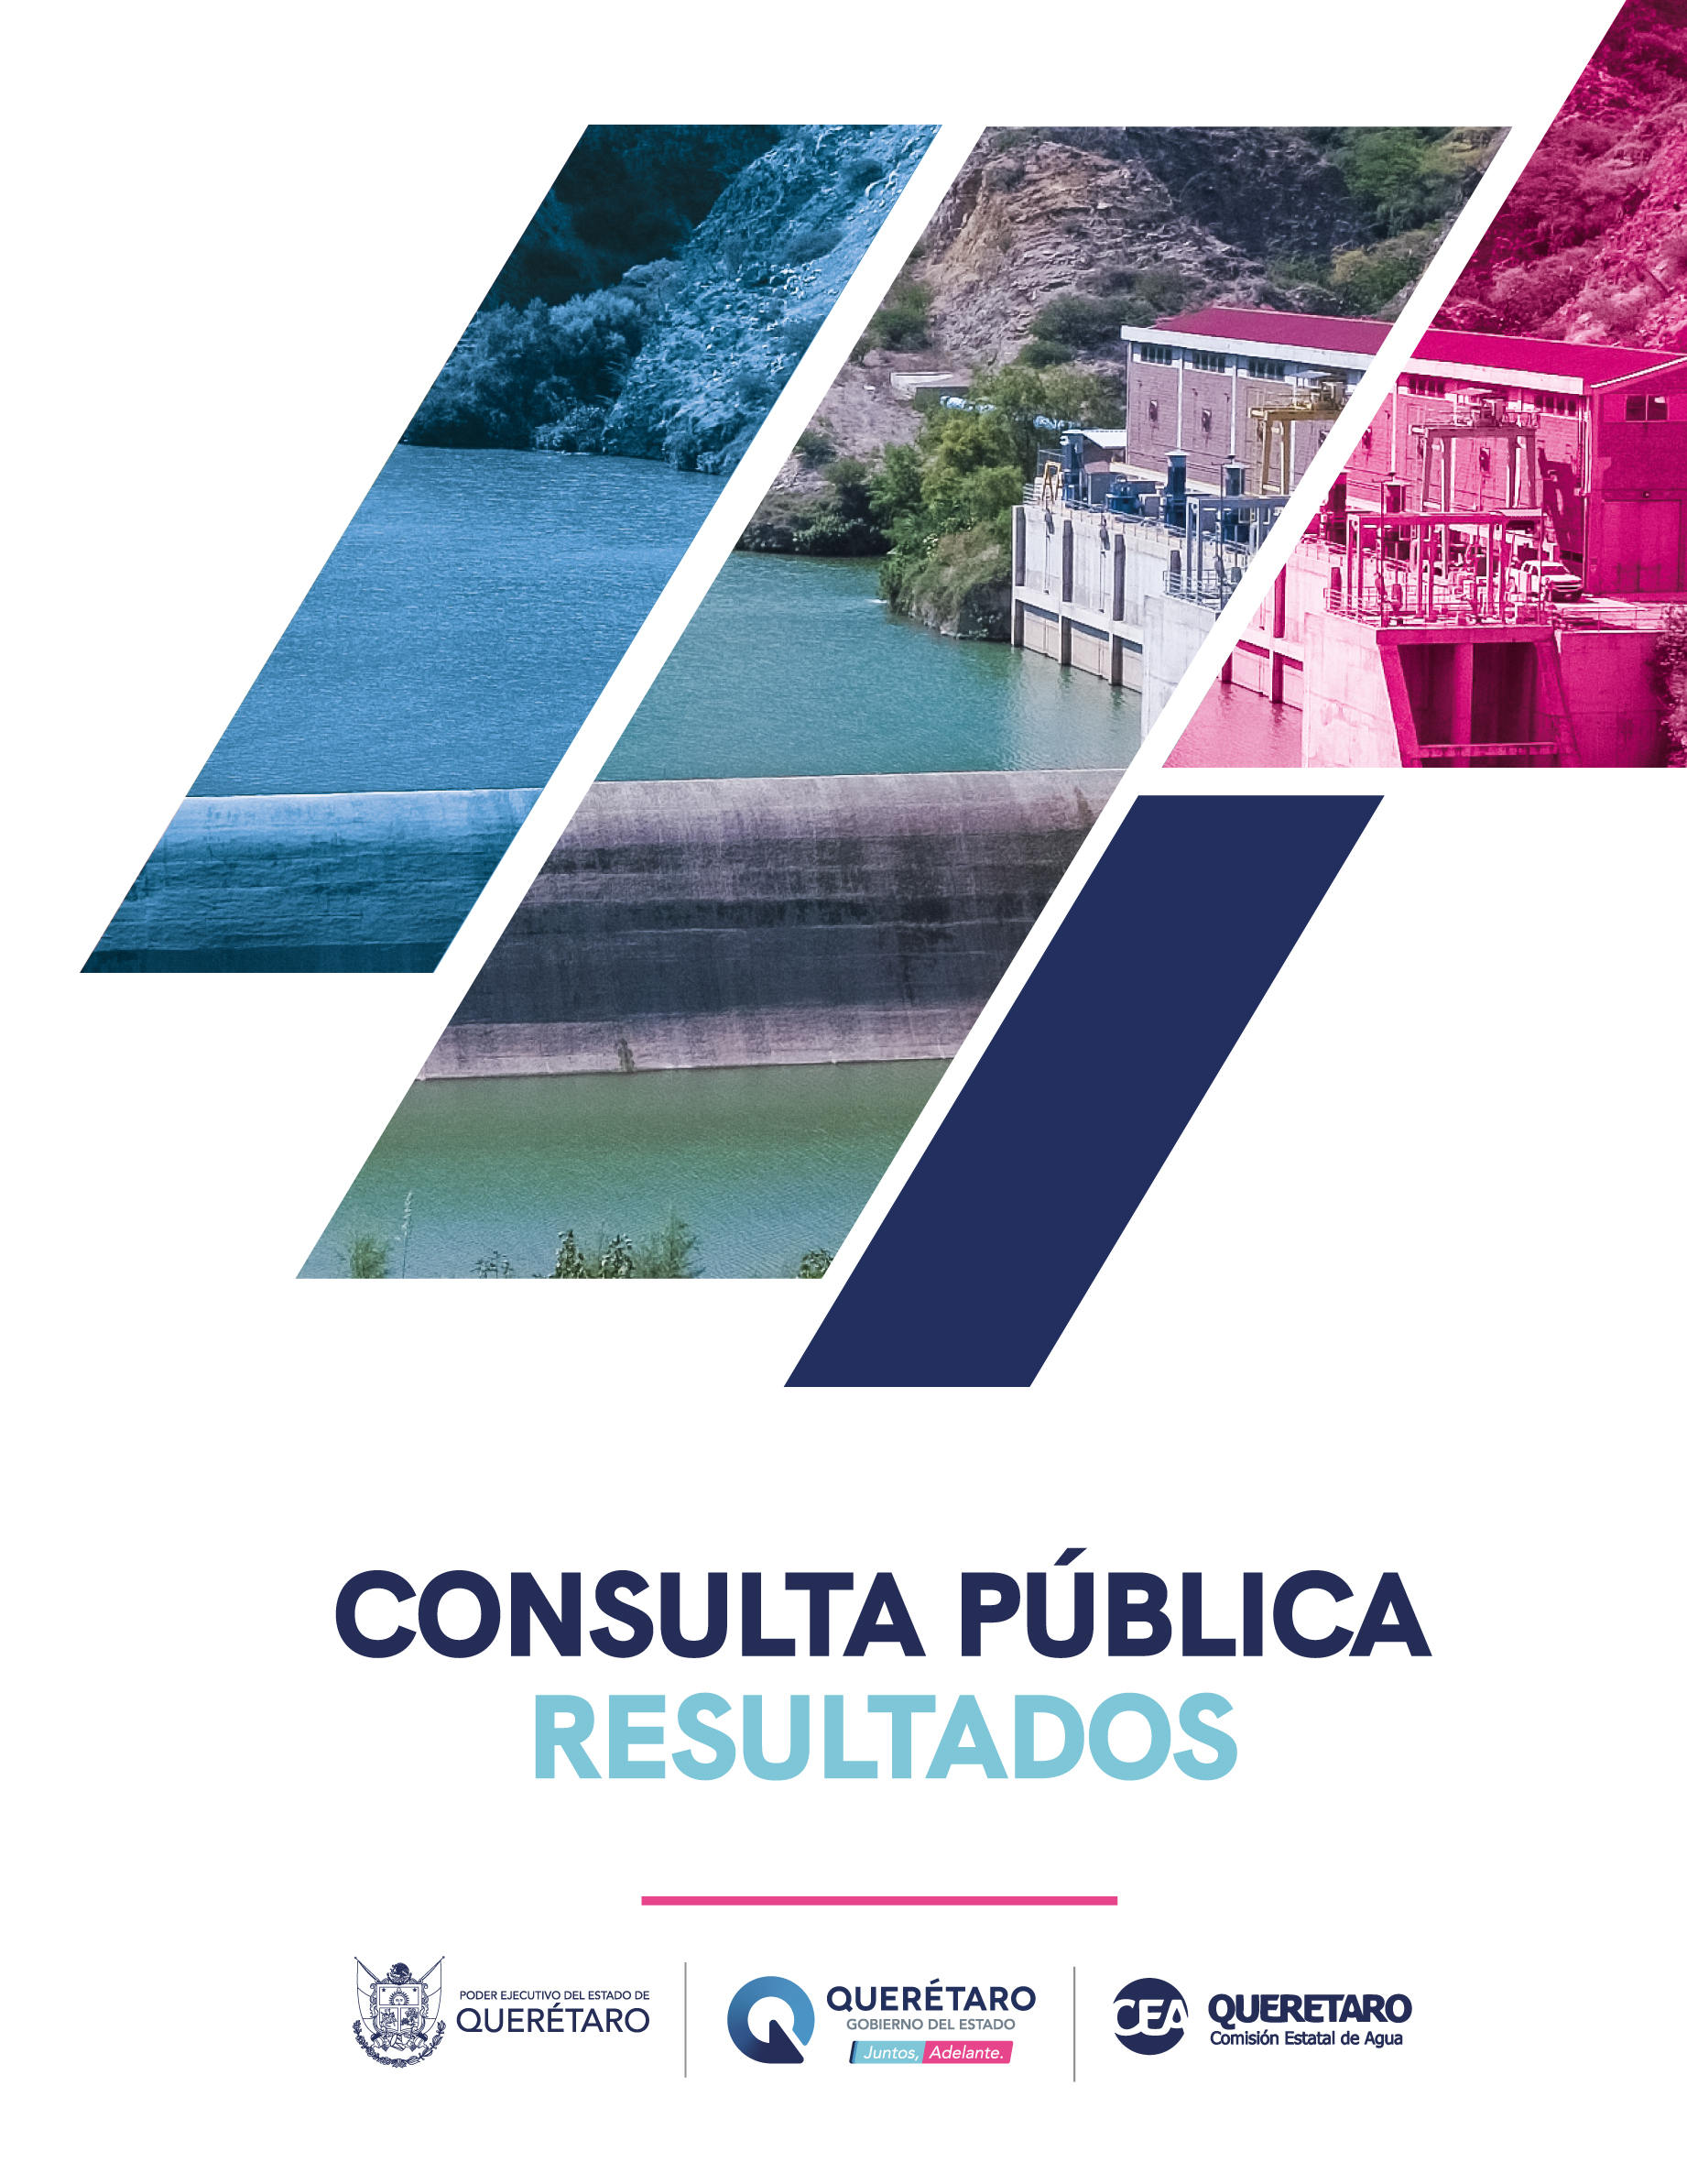 CONSULTA PÚBLICA
RESULTADOS
PODER EJECUTIVO DEL ESTADO DE
QUERÉTARO
QUERÉTARO
GOBIERNO DEL ESTADO
Juntos, Adelante.
CEA
QUERETARO
Comisión Estatal de Agua